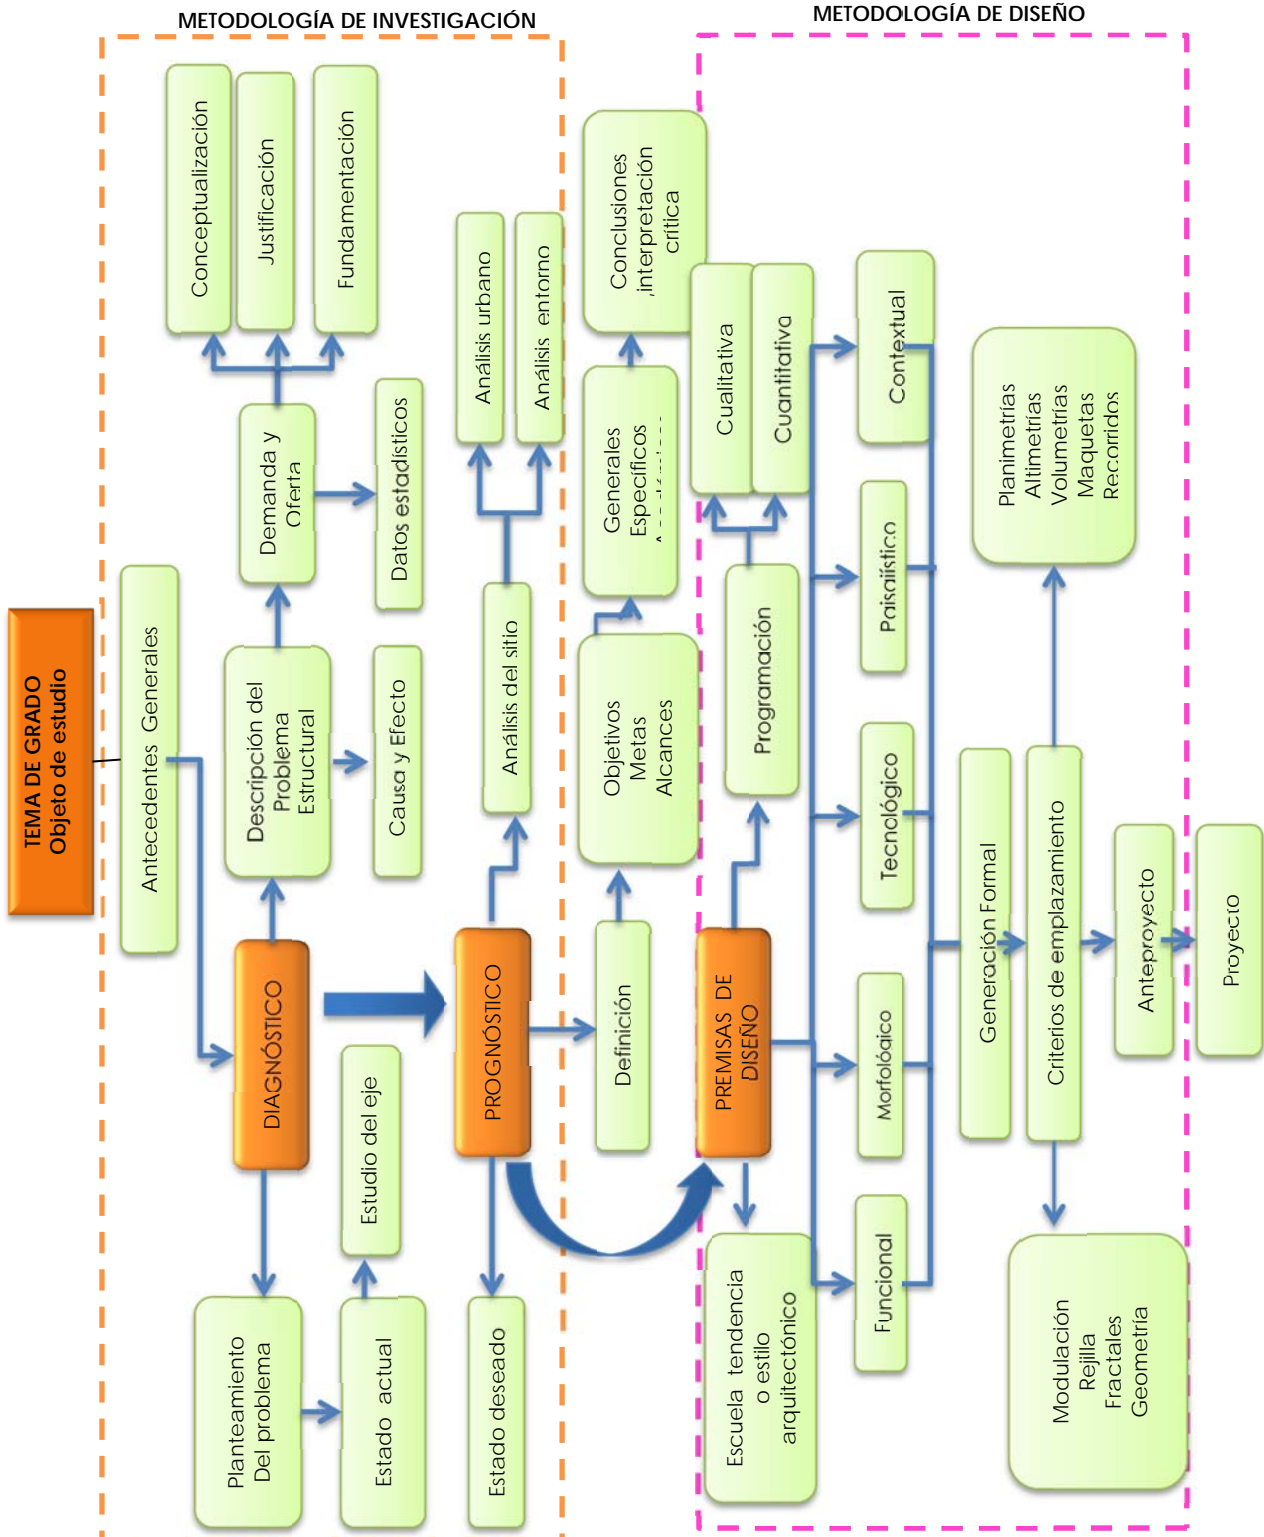 METODOLOGÍA DE INVESTIGACIÓN
METODOLOGÍA DE DISEÑO
TEMA DE GRADO
Objeto de estudio
Antecedentes Generales
DIAGNÓSTICO
Planteamiento
Del problema
Estado actual
Estudio del eje
Descripción del
Problema
Estructural
Causa y Efecto
Demanda y
Oferta
Datos estadísticos
Conceptualización
Justificación
Fundamentación
PROGNÓSTICO
Estado deseado
Análisis del sitio
Análisis urbano
Análisis entorno
Definición
Objetivos
Metas
Alcances
Generales
Específicos
Conclusiones
,interpretación
crítica
PREMISAS DE
DISEÑO
Escuela tendencia
o estilo
arquitectónico
Programación
Cualitativa
Cuantitativa
Funcional
Morfológico
Tecnológico
Paisajístico
Contextual
Generación Formal
Criterios de emplazamiento
Modulación
Rejilla
Fractales
Geometría
Planimetrías
Altimetrías
Volumetrías
Maquetas
Recorridos
Anteproyecto
Proyecto